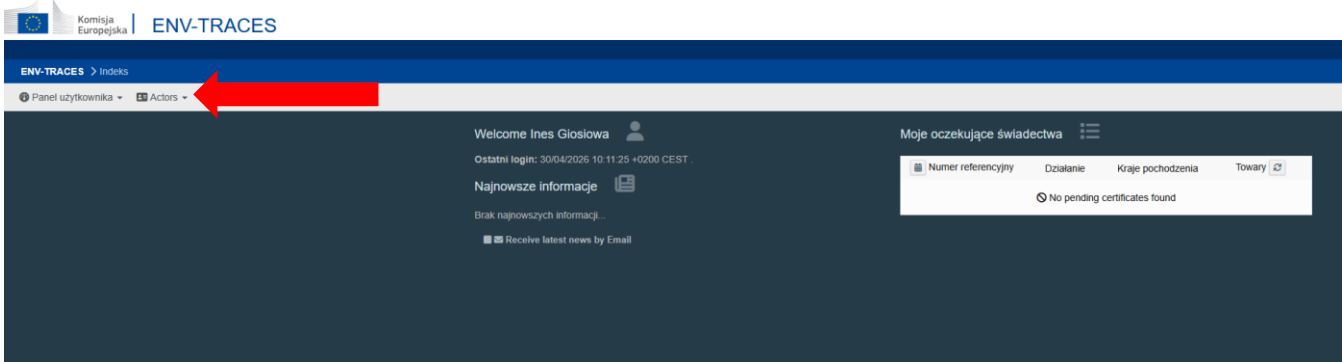 Komisja
Europejska
ENV-TRACES
ENV-TRACES > Indeks
Panel użytkownika Actors
Welcome Ines Giosiowa
Ostatni login: 30/04/2026 10:11:25 +0200 CEST .
Najnowsze informacje
Brak najnowszych informacji...
Receive latest news by Email
Moje oczekujące świadectwa
Numer referencyjny Działanie Kraje pochodzenia Towary
No pending certificates found